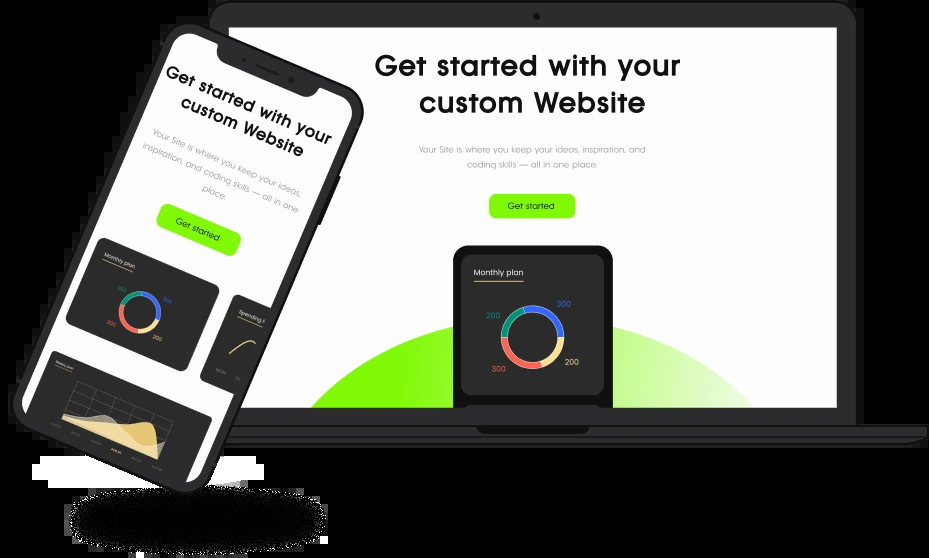 Get started with your
custom Website
Your Site is where you keep your ideas, inspiration, and
coding skills — all in one place.
Get started
Monthly plan
300
200
200
300
Get started with your
custom Website
Your Site is where you keep your ideas,
inspiration, and coding skills — all in one
place.
Get started
Monthly plan
300
200
300
200
Spending
MON
TU